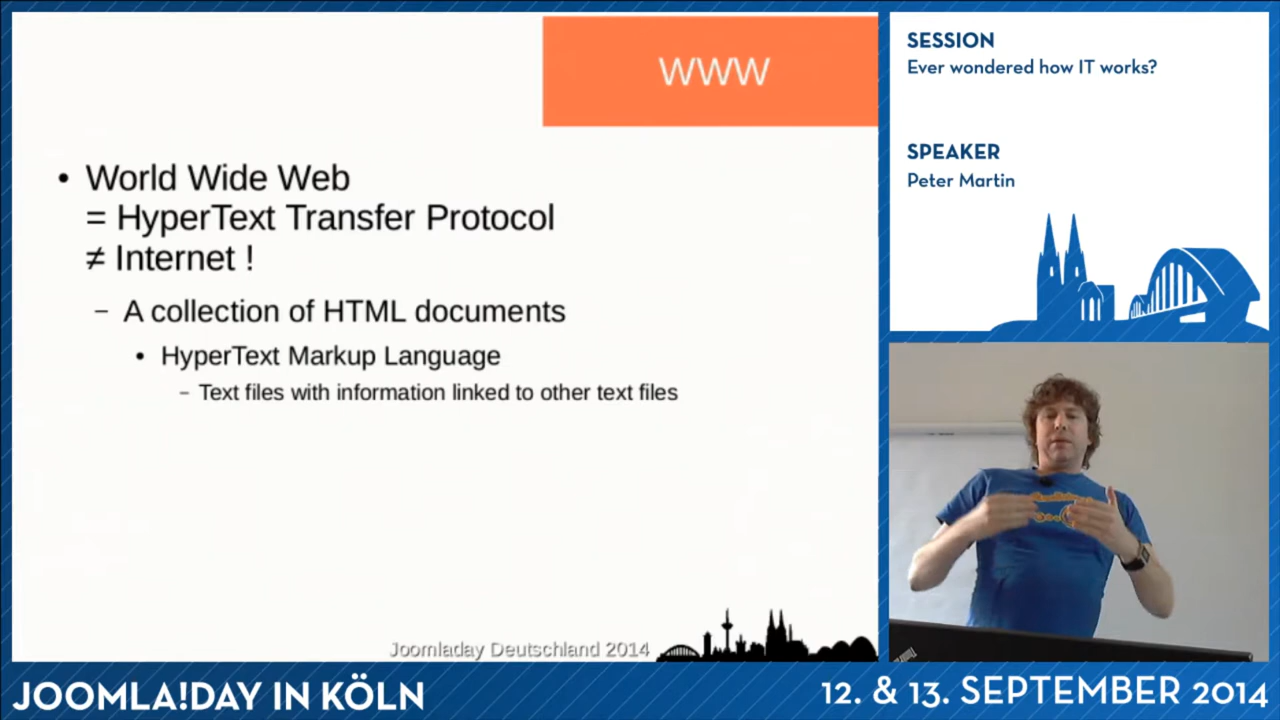 WWW
• World Wide Web
= HyperText Transfer Protocol
≠ Internet !
– A collection of HTML documents
• HyperText Markup Language
– Text files with information linked to other text files
Joomladay Deutschland 2014
SESSION
Ever wondered how IT works?
SPEAKER
Peter Martin
JOOMLA!DAY IN KÖLN
12. & 13. SEPTEMBER 2014